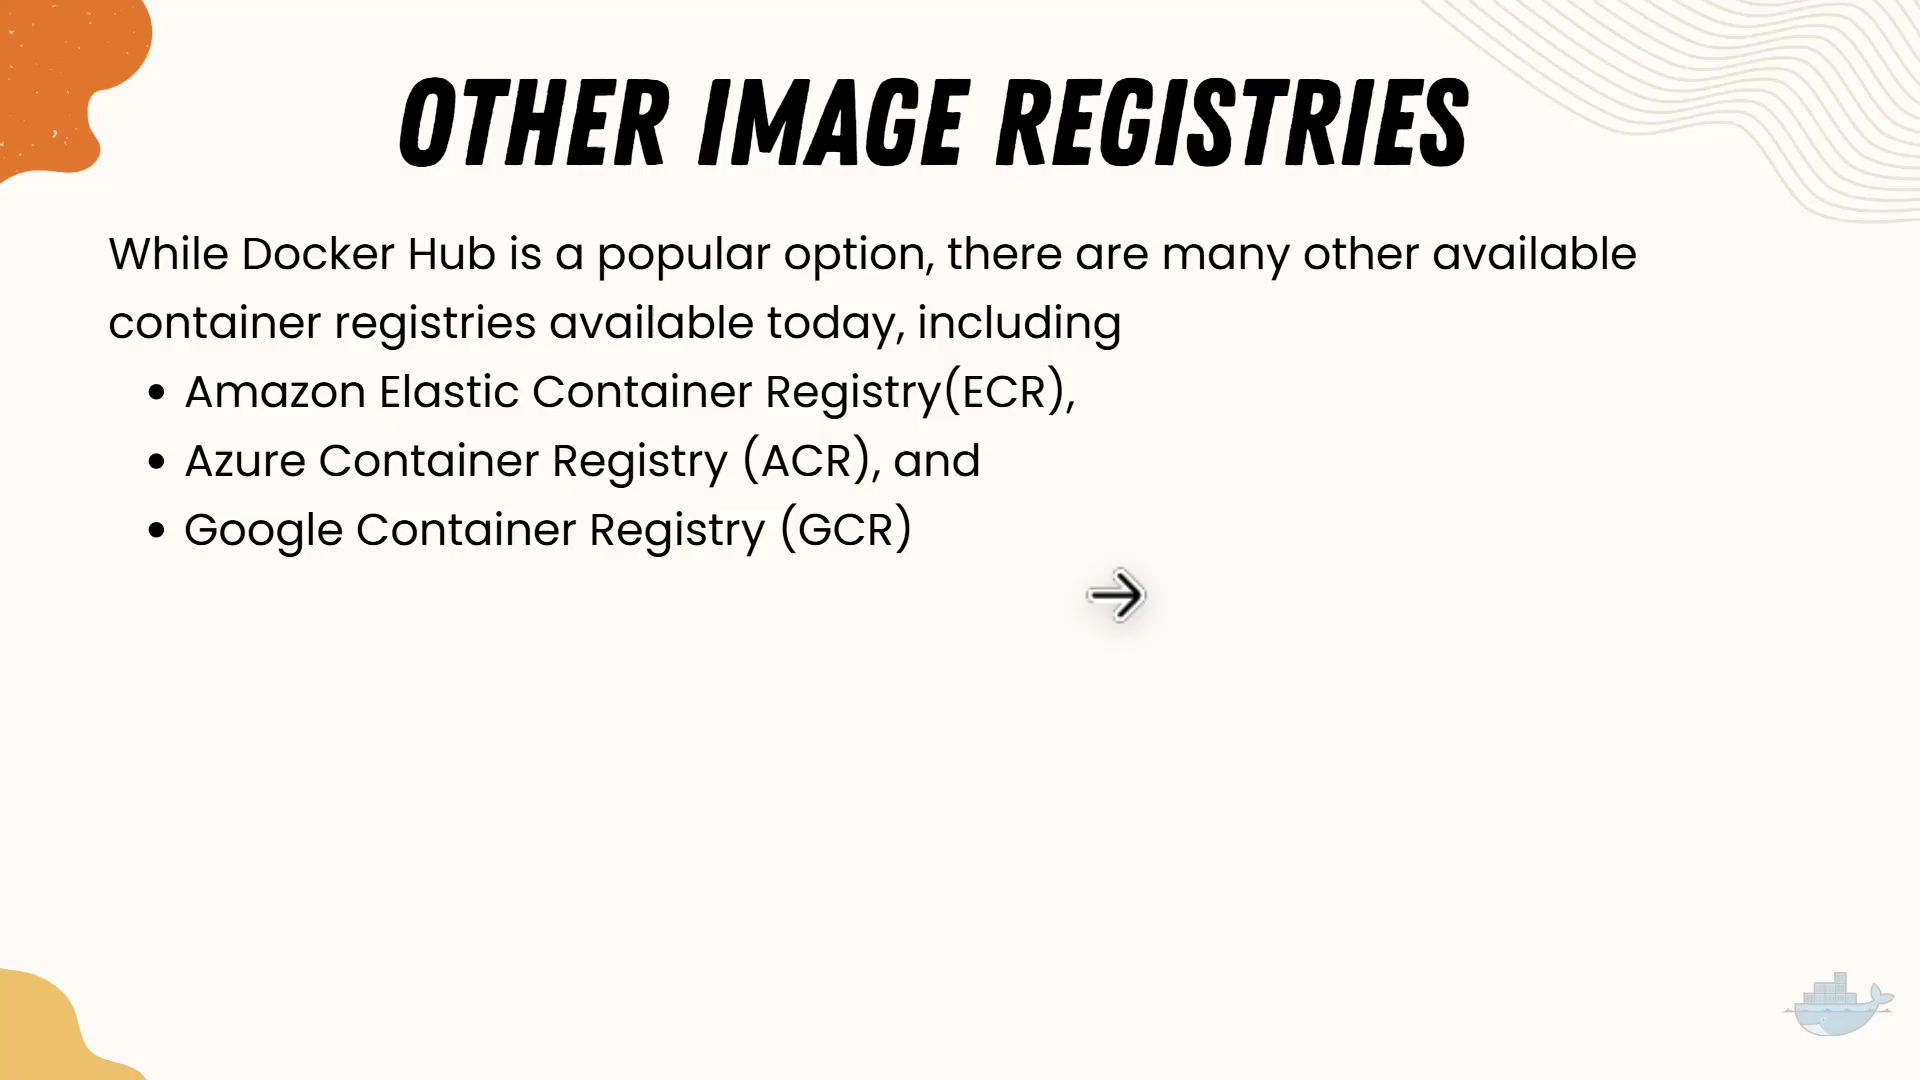 OTHER IMAGE REGISTRIES
While Docker Hub is a popular option, there are many other available
container registries available today, including
• Amazon Elastic Container Registry(ECR),
• Azure Container Registry (ACR), and
• Google Container Registry (GCR)